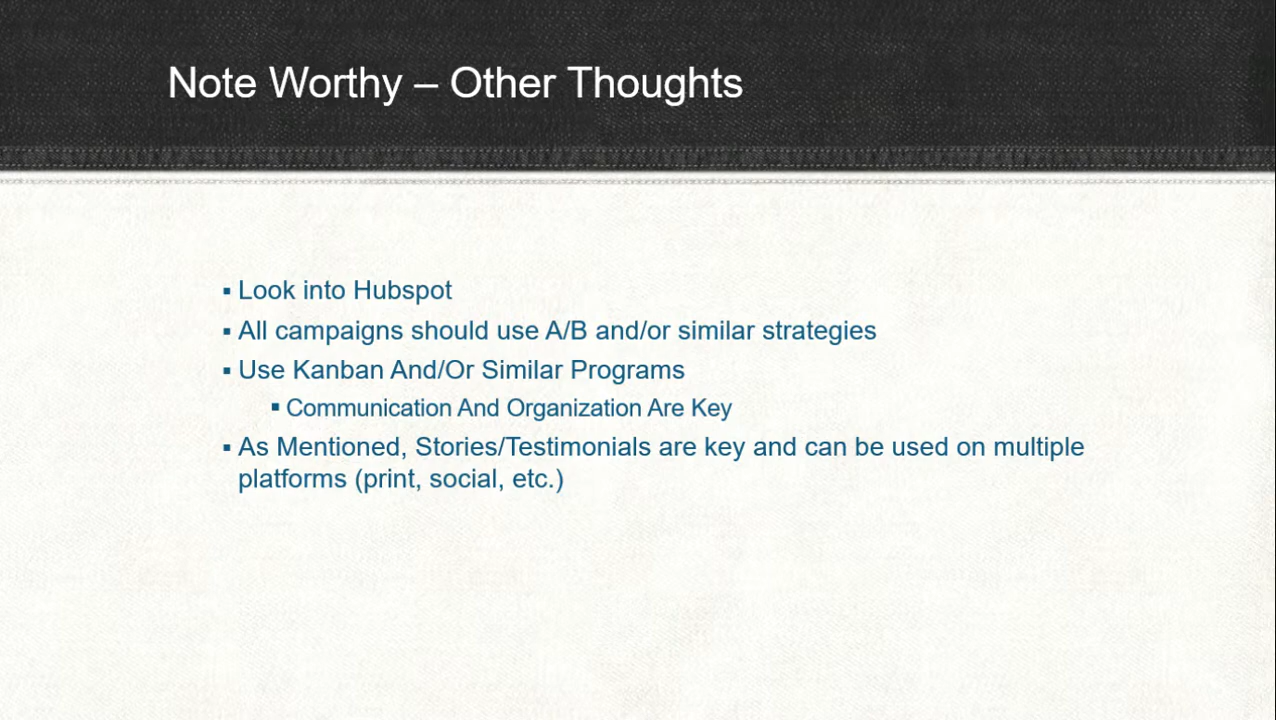 Note Worthy – Other Thoughts
▪ Look into Hubspot
▪ All campaigns should use A/B and/or similar strategies
▪ Use Kanban And/Or Similar Programs
▪ Communication And Organization Are Key
▪ As Mentioned, Stories/Testimonials are key and can be used on multiple
platforms (print, social, etc.)